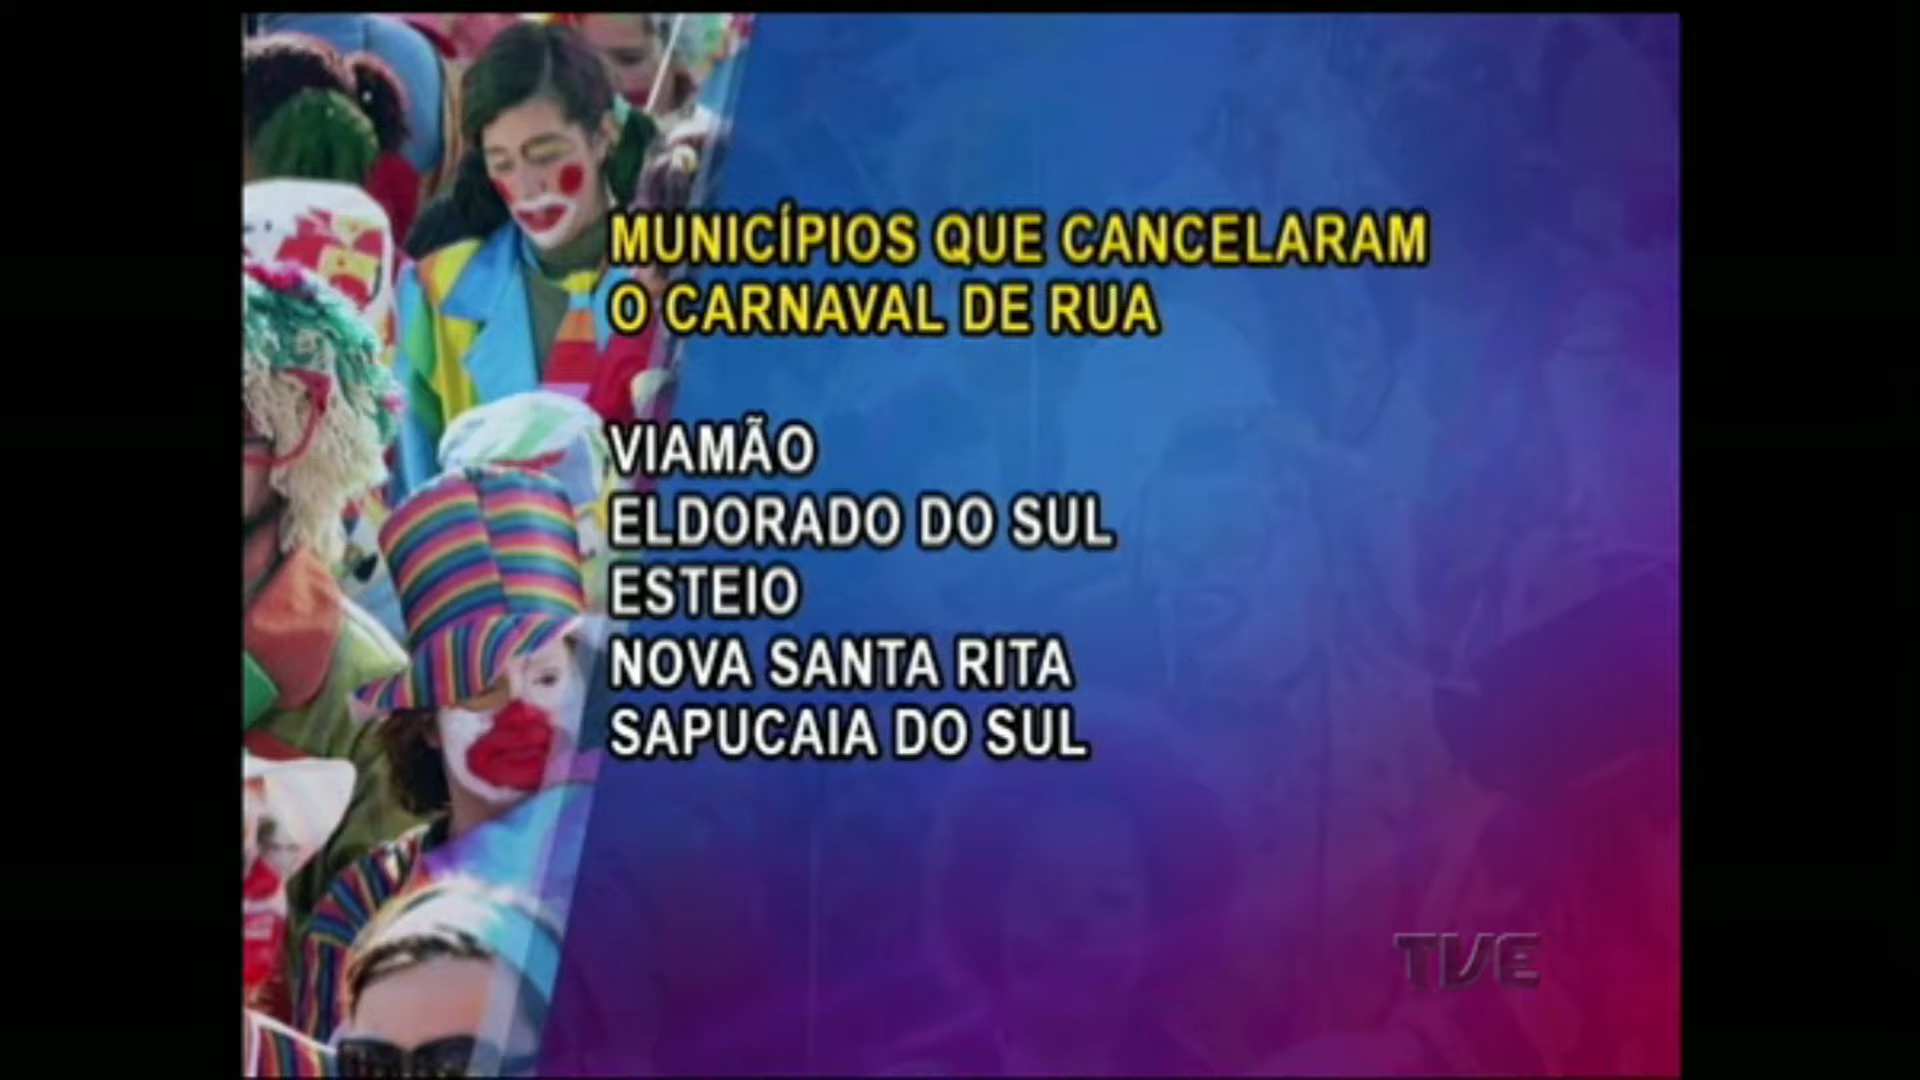 MUNICÍPIOS QUE CANCELARAM
O CARNAVAL DE RUA
VIAMÃO
ELDORADO DO SUL
ESTEIO
NOVA SANTA RITA
SAPUCAIA DO SUL
TVE